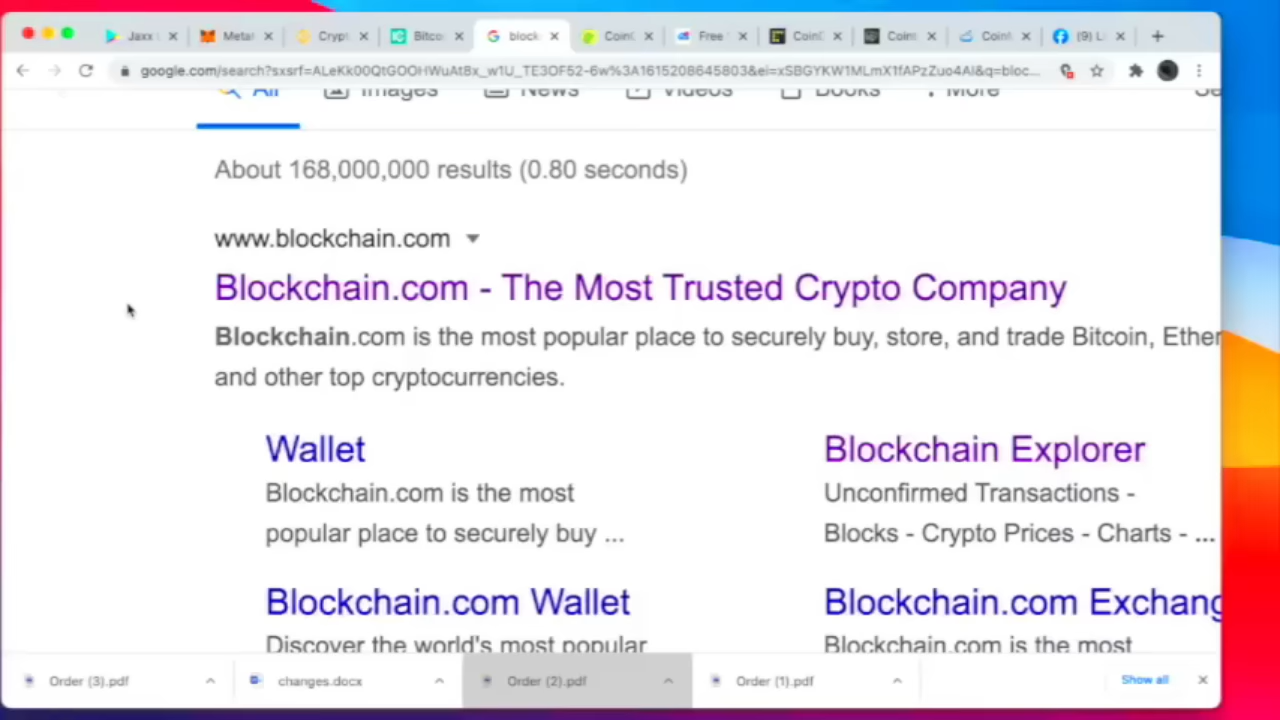 Jaxx
Crypt
Bitco
block
Free
(9) Li
google.com/search?sxsrf=ALeKk00QtGOOHWuAt8x_w1U_TE3OF52-6w%3A1615208645803&ei=xSBGYKW1MLmX1fAPzZuo4AI&q=bloc...
All
Images
News
Videos
Books
More
Se
About 168,000,000 results (0.80 seconds)
www.blockchain.com
Blockchain.com - The Most Trusted Crypto Company
Blockchain.com is the most popular place to securely buy, store, and trade Bitcoin, Ether
and other top cryptocurrencies.
Wallet
Blockchain.com is the most
popular place to securely buy ...
Blockchain Explorer
Unconfirmed Transactions -
Blocks - Crypto Prices - Charts - ...
Blockchain.com Wallet
Discover the world's most popular
Blockchain.com Exchang
Blockchain.com is the most
Order (3).pdf
changes.docx
Order (2).pdf
Order (1).pdf
Show all